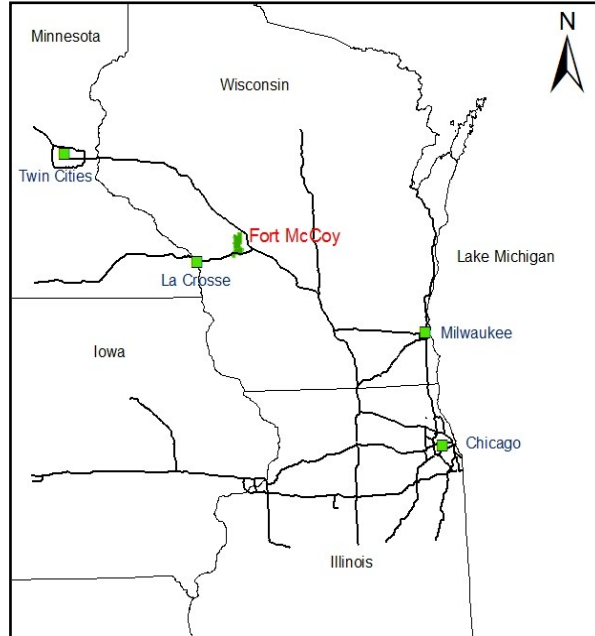 Minnesota
N
Wisconsin
Twin Cities
Fort McCoy
Lake Michigan
La Crosse
Milwaukee
Iowa
Chicago
Illinois